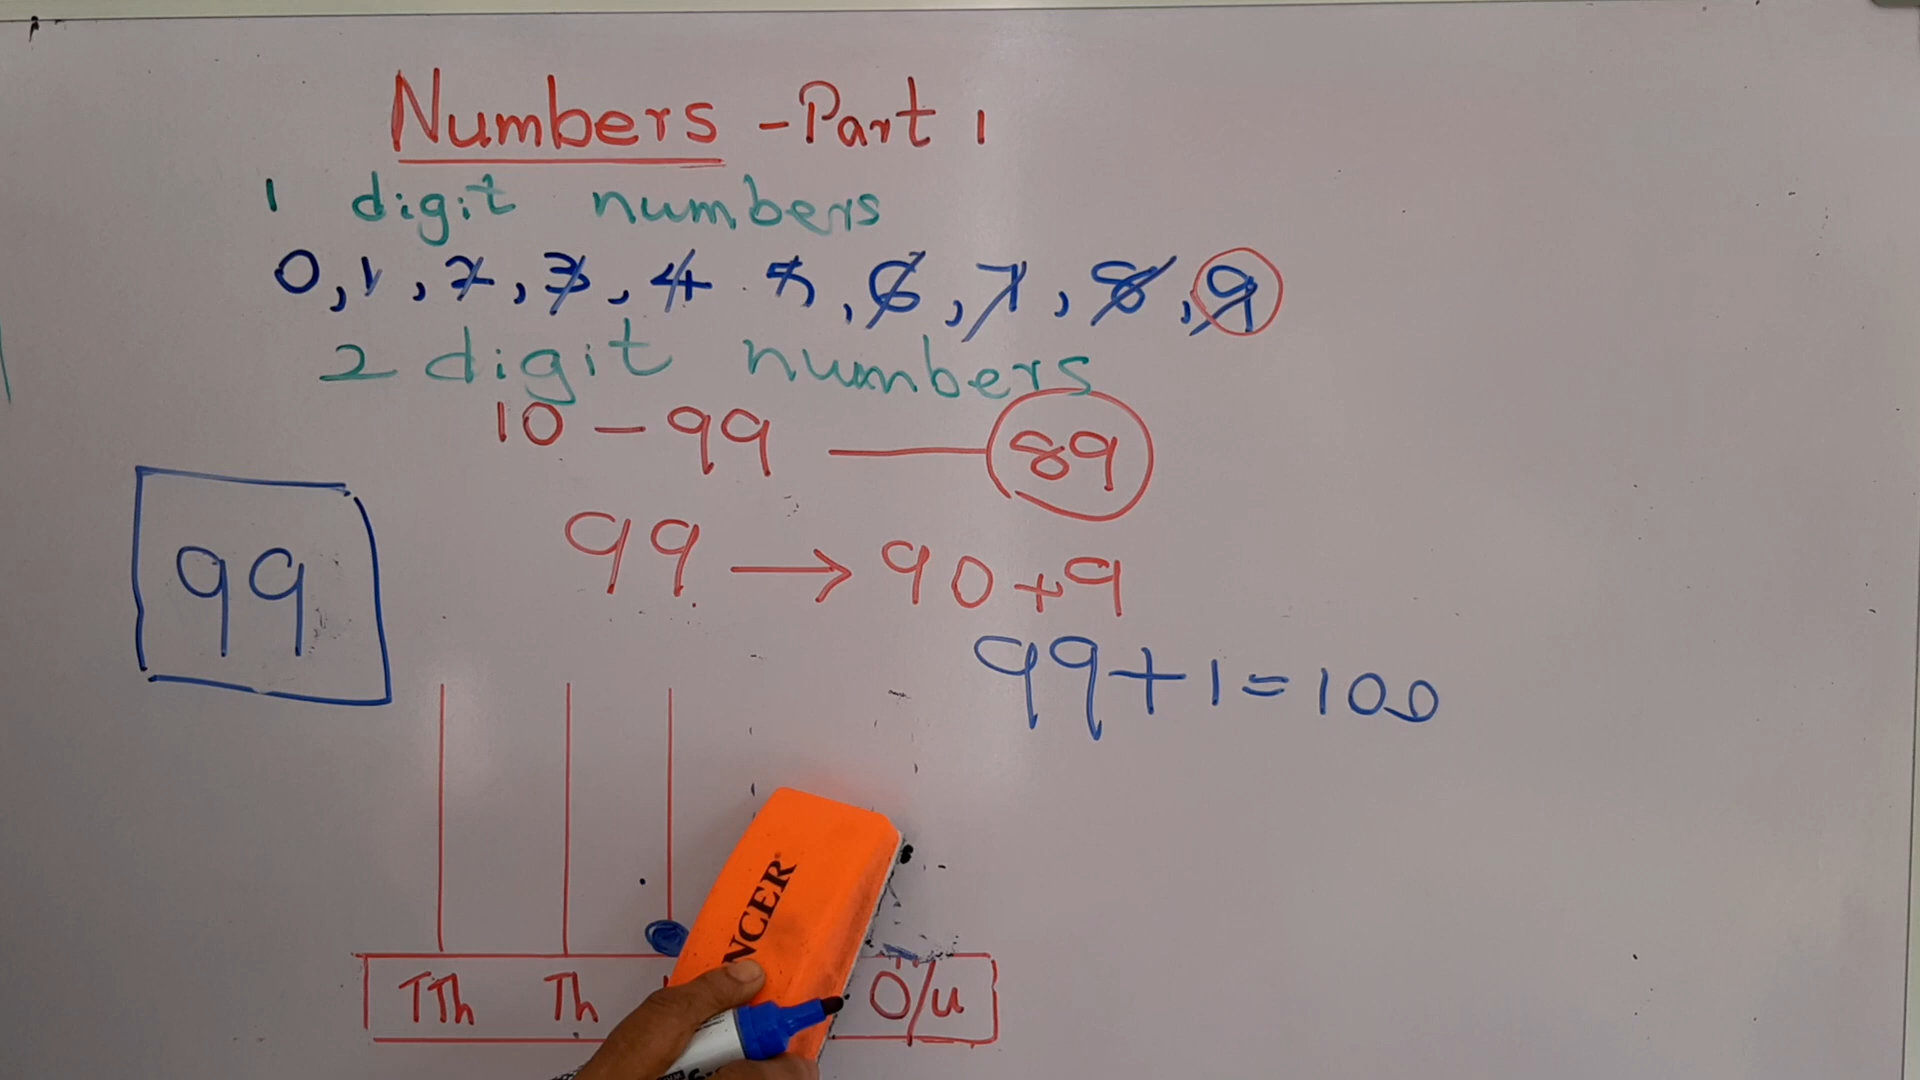 Numbers - Part 1
1 digit numbers
0, 1, 2, 3, 4 5, 6, 7, 8, 9
2 digit numbers
10 - 99 — 89
99
99 → 90+9
99+1=100
TTh Th O/u